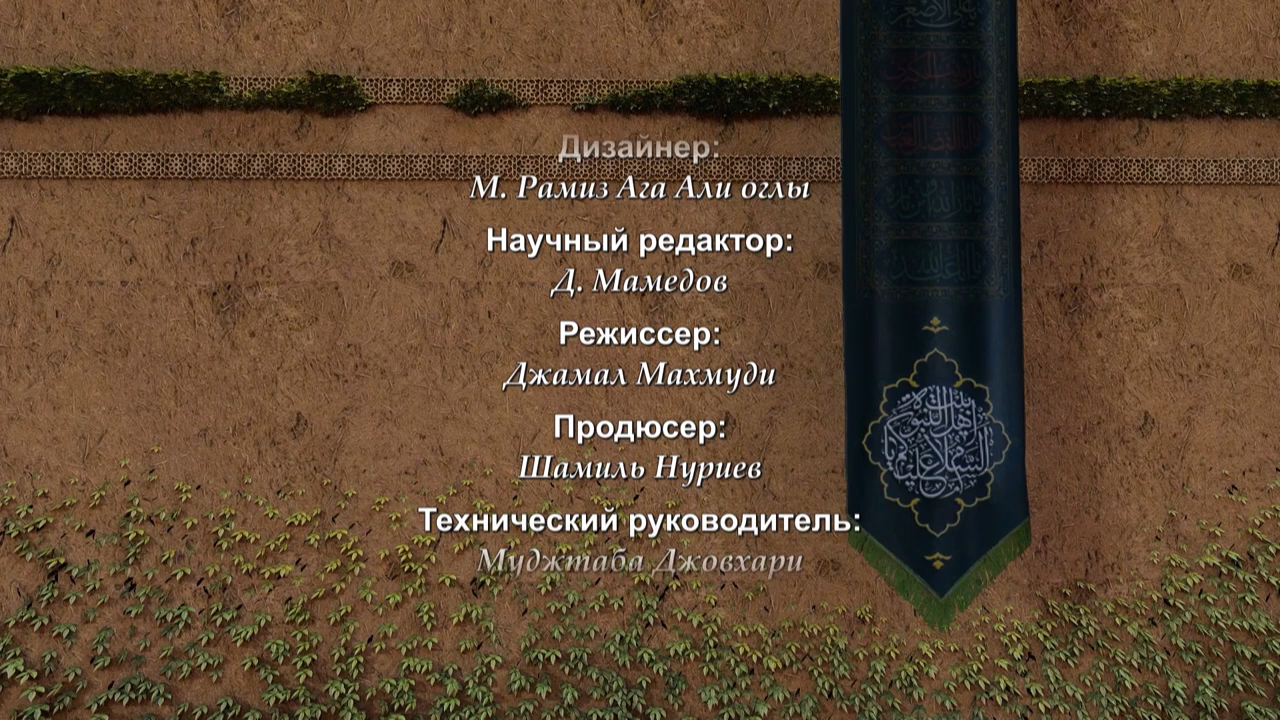 Дизайнер:
М. Рамиз Ага Али оглы
Научный редактор:
Д. Мамедов
Режиссер:
Джамал Махмуди
Продюсер:
Шамиль Нуриев
Технический руководитель:
Муджтаба Джовхари